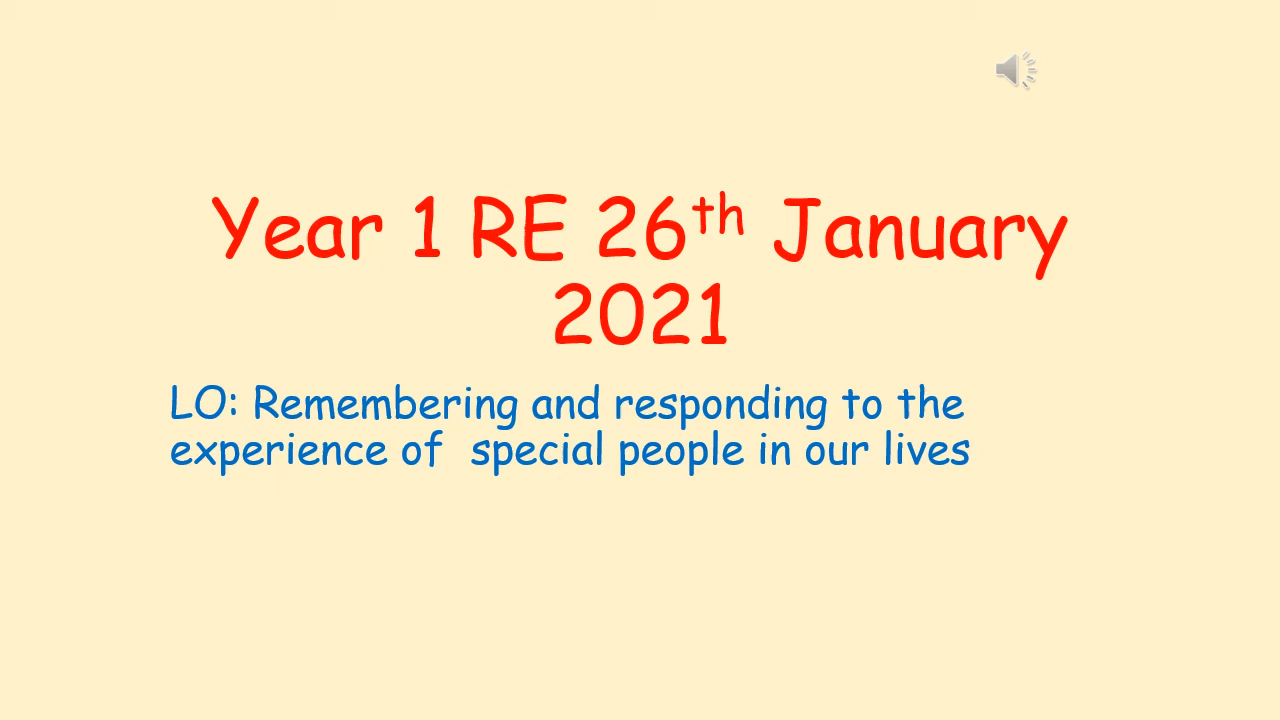 Year 1 RE 26th January
2021
LO: Remembering and responding to the
experience of  special people in our lives